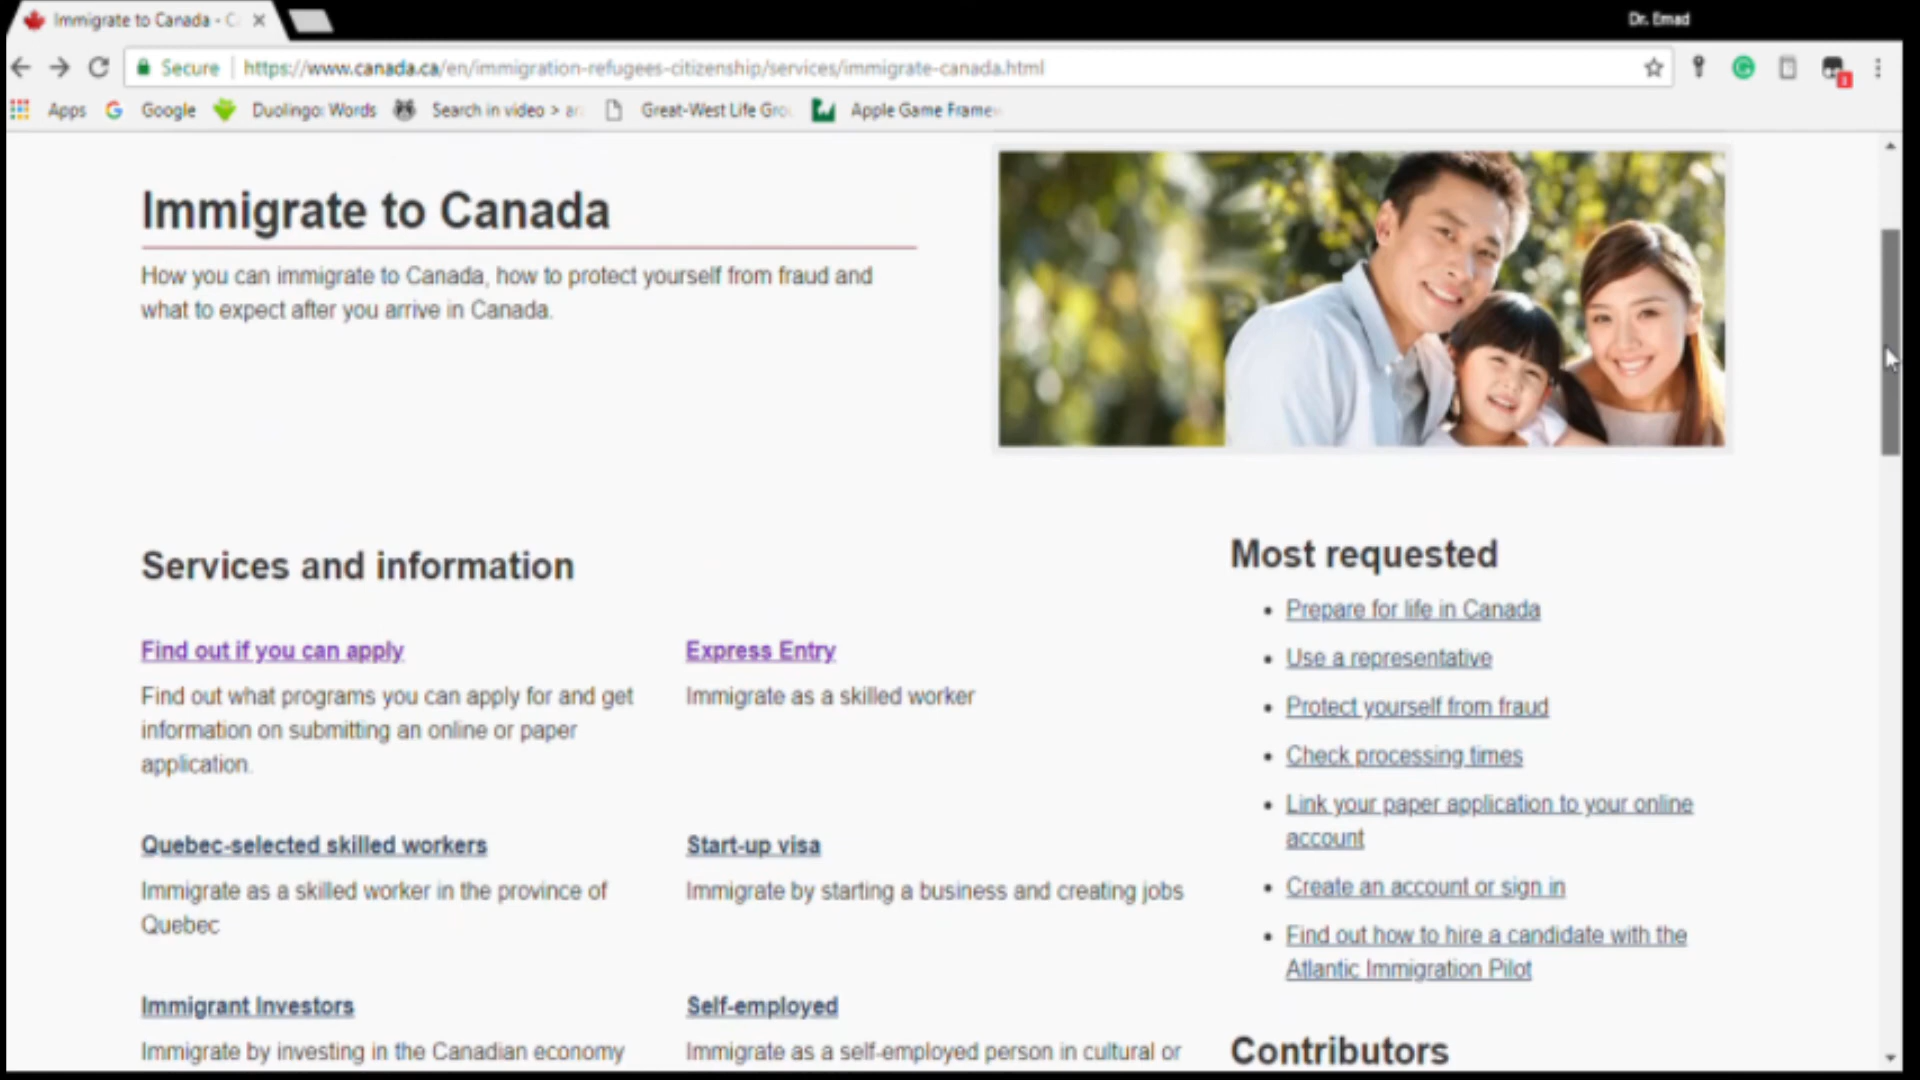 Immigrate to Canada - C
Dr. Emad
Secure https://www.canada.ca/en/immigration-refugees-citizenship/services/immigrate-canada.html
Apps Google Duolingo: Words Search in video > Great-West Life Gro Apple Game Frame
Immigrate to Canada
How you can immigrate to Canada, how to protect yourself from fraud and
what to expect after you arrive in Canada.
Services and information
Find out if you can apply
Find out what programs you can apply for and get
information on submitting an online or paper
application.
Express Entry
Immigrate as a skilled worker
Quebec-selected skilled workers
Immigrate as a skilled worker in the province of
Quebec
Start-up visa
Immigrate by starting a business and creating jobs
Immigrant Investors
Immigrate by investing in the Canadian economy
Self-employed
Immigrate as a self-employed person in cultural or
Most requested
• Prepare for life in Canada
• Use a representative
• Protect yourself from fraud
• Check processing times
• Link your paper application to your online
account
• Create an account or sign in
• Find out how to hire a candidate with the
Atlantic Immigration Pilot
Contributors